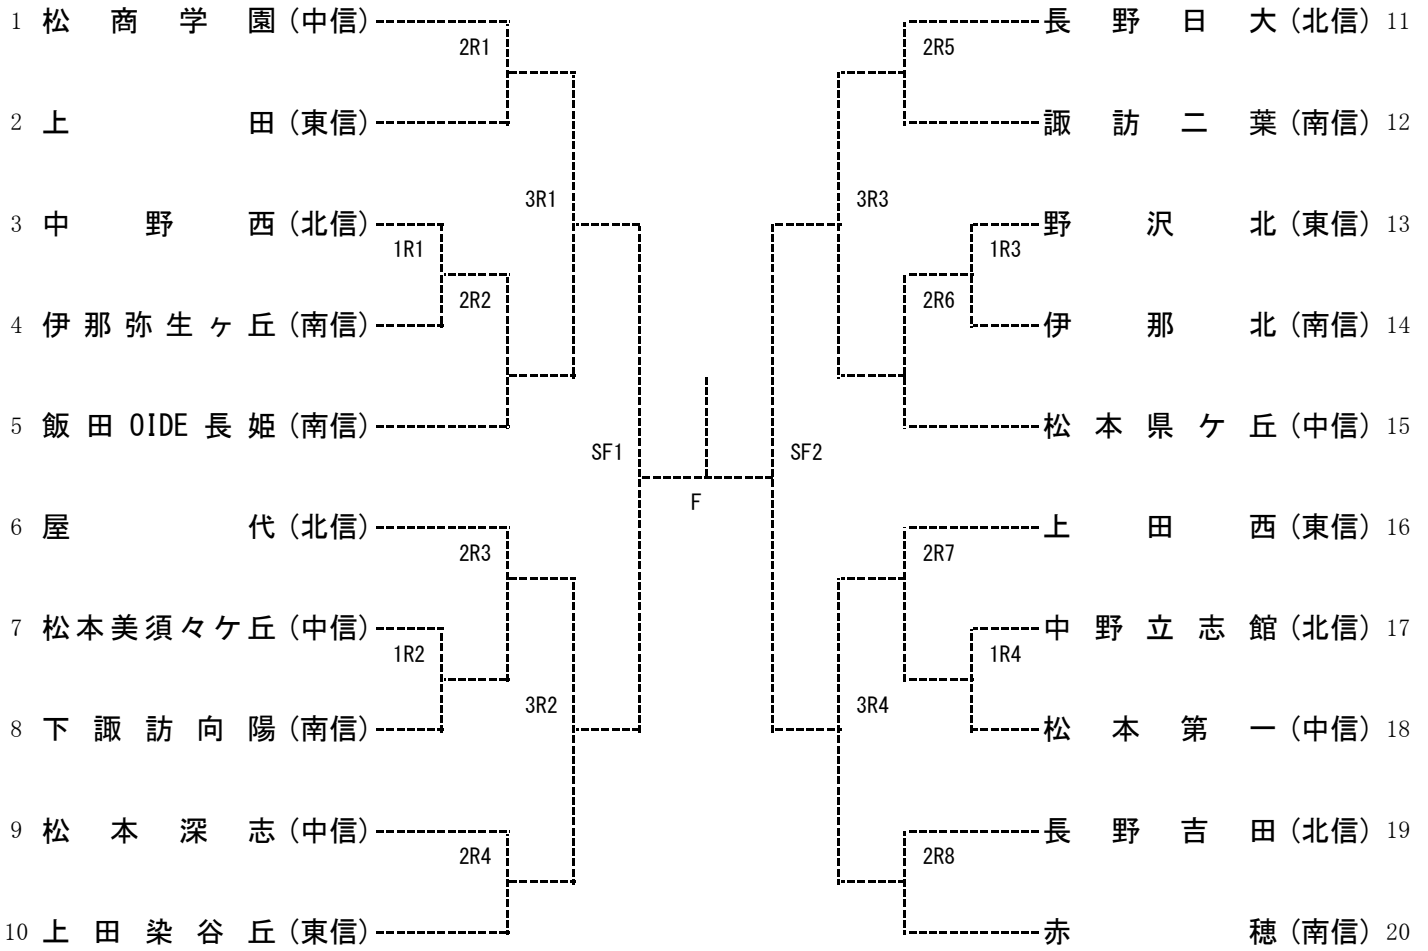 1 松商学園(中信) 長野日大(北信) 11
2R1 2R5
2 上田(東信) 諏訪二葉(南信) 12
3R1 3R3
3 中野西(北信) 野沢北(東信) 13
1R1 1R3
2R2 2R6
4 伊那弥生ヶ丘(南信) 伊那北(南信) 14
5 飯田OIDE長姫(南信) 松本県ケ丘(中信) 15
SF1 SF2
F
6 屋代(北信) 上田西(東信) 16
2R3 2R7
7 松本美須々ケ丘(中信) 中野立志館(北信) 17
1R2 1R4
3R2 3R4
8 下諏訪向陽(南信) 松本第一(中信) 18
9 松本深志(中信) 長野吉田(北信) 19
2R4 2R8
10 上田染谷丘(東信) 赤穂(南信) 20